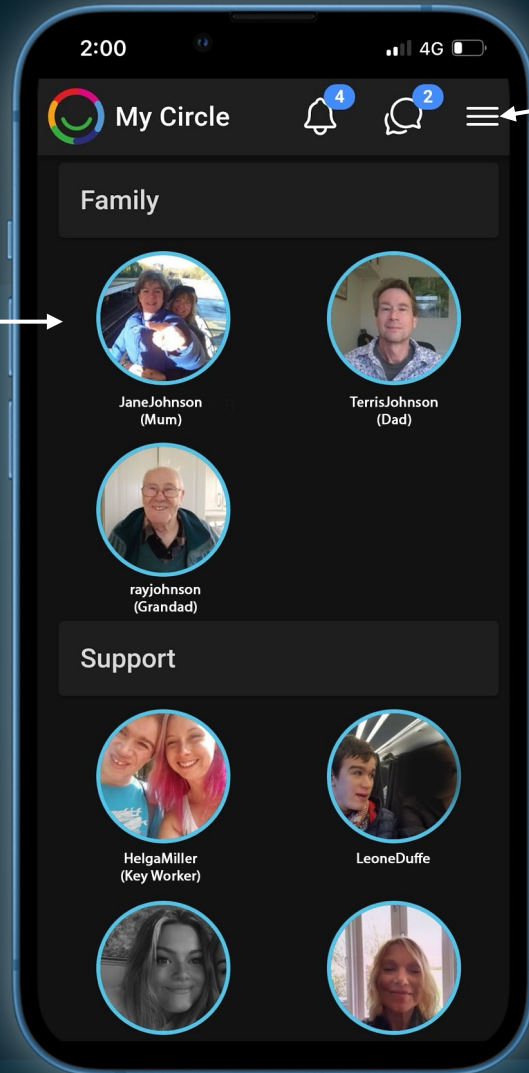 2:00
4G
My Circle
4
2
Family
JaneJohnson
(Mum)
TerrisJohnson
(Dad)
rayjohnson
(Grandad)
Support
HelgaMiller
(Key Worker)
LeoneDuffe